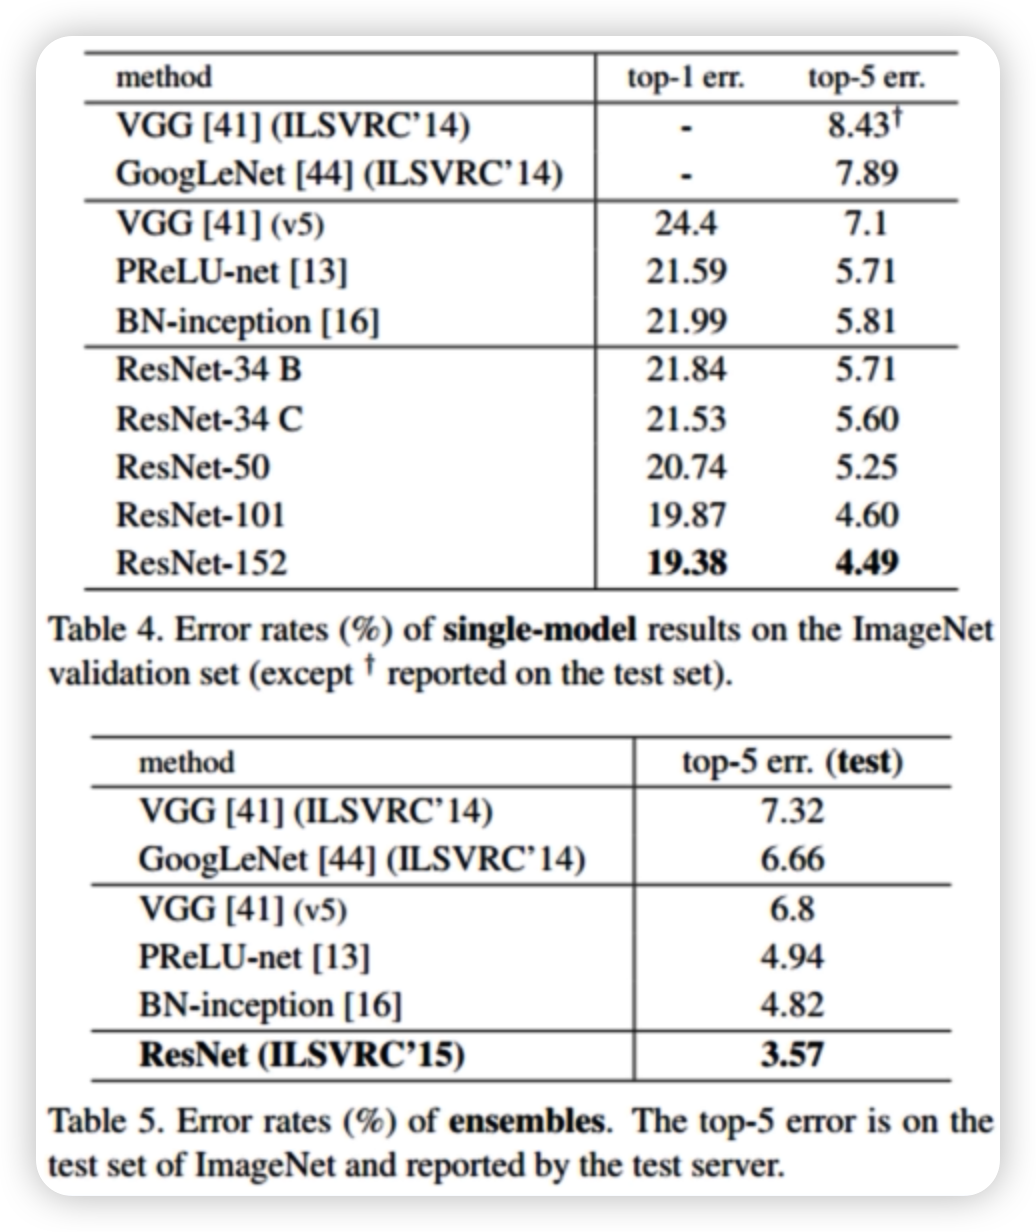 method top-1 err. top-5 err.
VGG [41] (ILSVRC’14) - 8.43†
GoogLeNet [44] (ILSVRC’14) - 7.89
VGG [41] (v5) 24.4 7.1
PReLU-net [13] 21.59 5.71
BN-inception [16] 21.99 5.81
ResNet-34 B 21.84 5.71
ResNet-34 C 21.53 5.60
ResNet-50 20.74 5.25
ResNet-101 19.87 4.60
ResNet-152 19.38 4.49
Table 4. Error rates (%) of single-model results on the ImageNet
validation set (except † reported on the test set).
method top-5 err. (test)
VGG [41] (ILSVRC’14) 7.32
GoogLeNet [44] (ILSVRC’14) 6.66
VGG [41] (v5) 6.8
PReLU-net [13] 4.94
BN-inception [16] 4.82
ResNet (ILSVRC’15) 3.57
Table 5. Error rates (%) of ensembles. The top-5 error is on the
test set of ImageNet and reported by the test server.